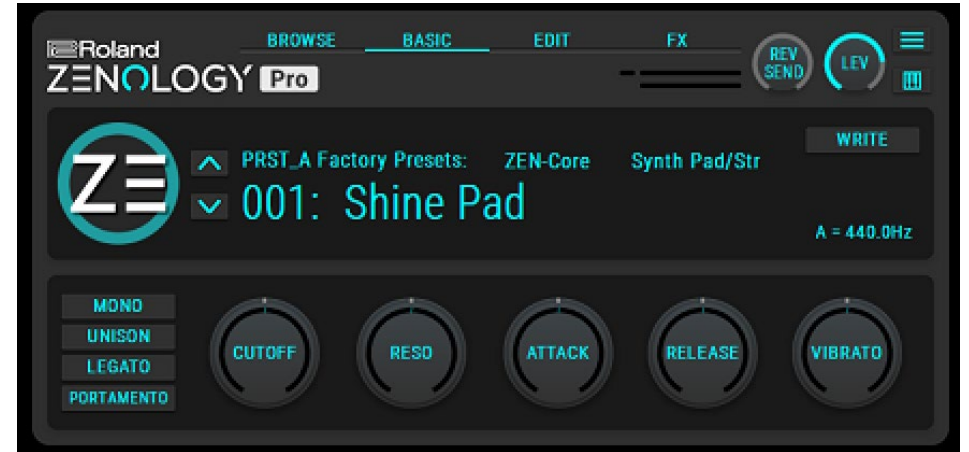 Roland
ZENOLOGY Pro
BROWSE BASIC EDIT FX
REV SEND
LEV
ZE
PRST_A Factory Presets: ZEN-Core Synth Pad/Str
WRITE
001: Shine Pad
A = 440.0Hz
MONO
UNISON
LEGATO
PORTAMENTO
CUTOFF RESO ATTACK RELEASE VIBRATO